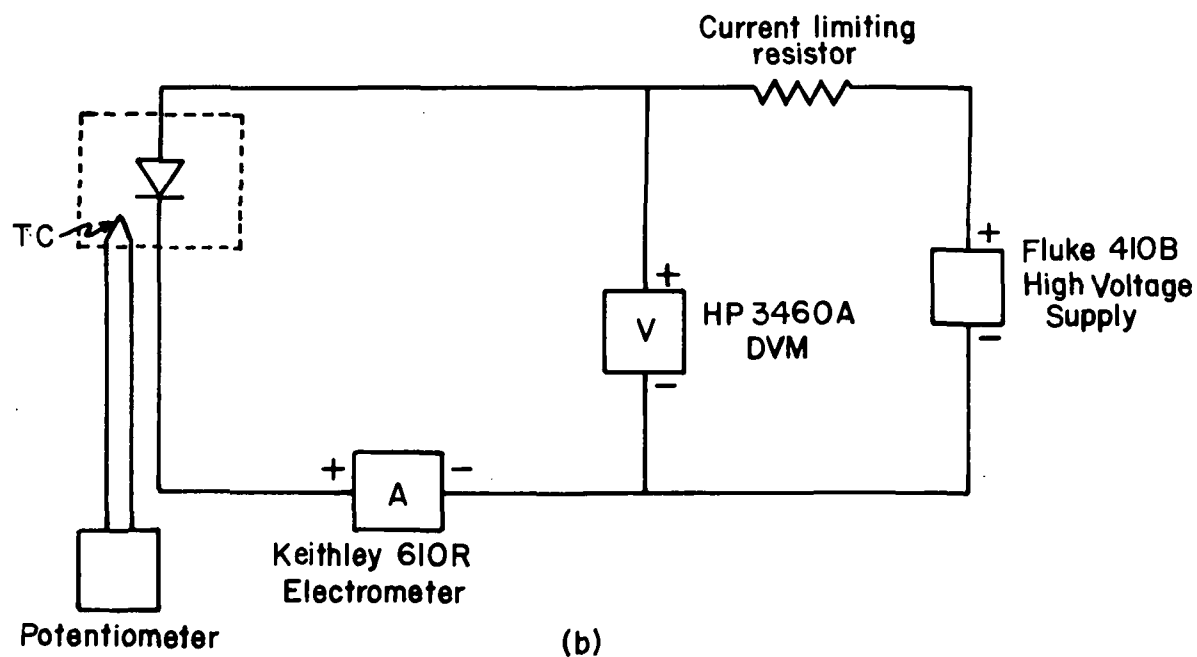 Current limiting
resistor
TC
+
V
−
HP 3460A
DVM
+
−
Fluke 410B
High Voltage
Supply
+
A
−
Keithley 610R
Electrometer
Potentiometer
(b)